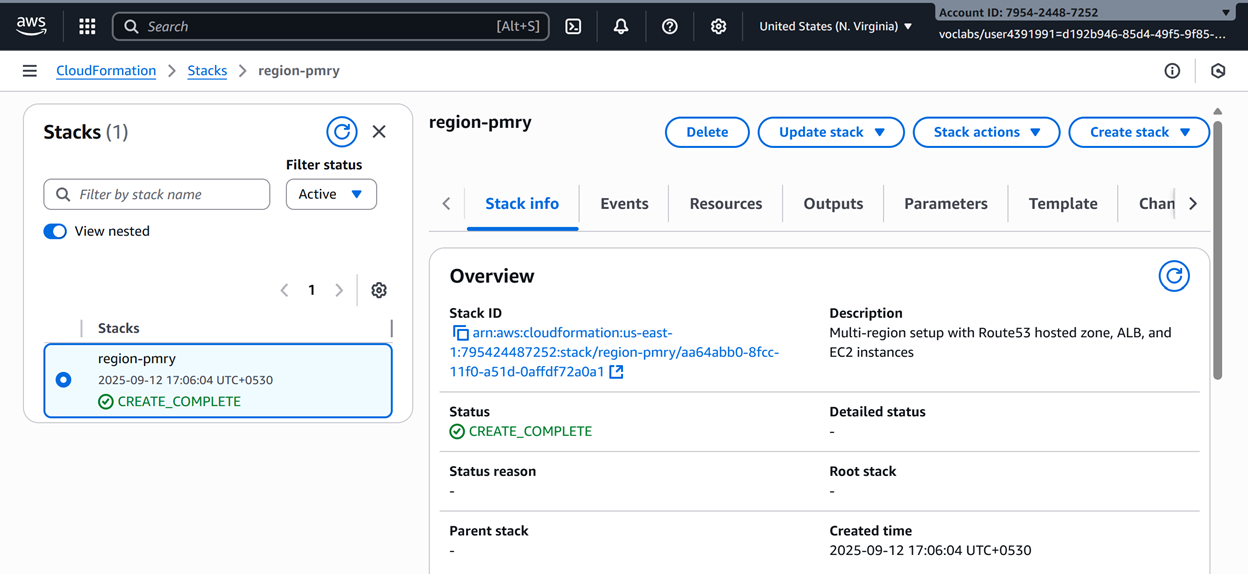 aws
Search
[Alt+S]
United States (N. Virginia)
Account ID: 7954-2448-7252
voclabs/user4391991=d192b946-85d4-49f5-9f85-...
CloudFormation
Stacks
region-pmry
Stacks (1)
Filter status
Filter by stack name
Active
View nested
1
Stacks
region-pmry
2025-09-12 17:06:04 UTC+0530
CREATE_COMPLETE
region-pmry
Delete
Update stack
Stack actions
Create stack
Stack info
Events
Resources
Outputs
Parameters
Template
Chan
Overview
Stack ID
arn:aws:cloudformation:us-east-
1:795424487252:stack/region-pmry/aa64abb0-8fcc-
11f0-a51d-0affdf72a0a1
Description
Multi-region setup with Route53 hosted zone, ALB, and
EC2 instances
Status
CREATE_COMPLETE
Detailed status
-
Status reason
-
Root stack
-
Parent stack
-
Created time
2025-09-12 17:06:04 UTC+0530